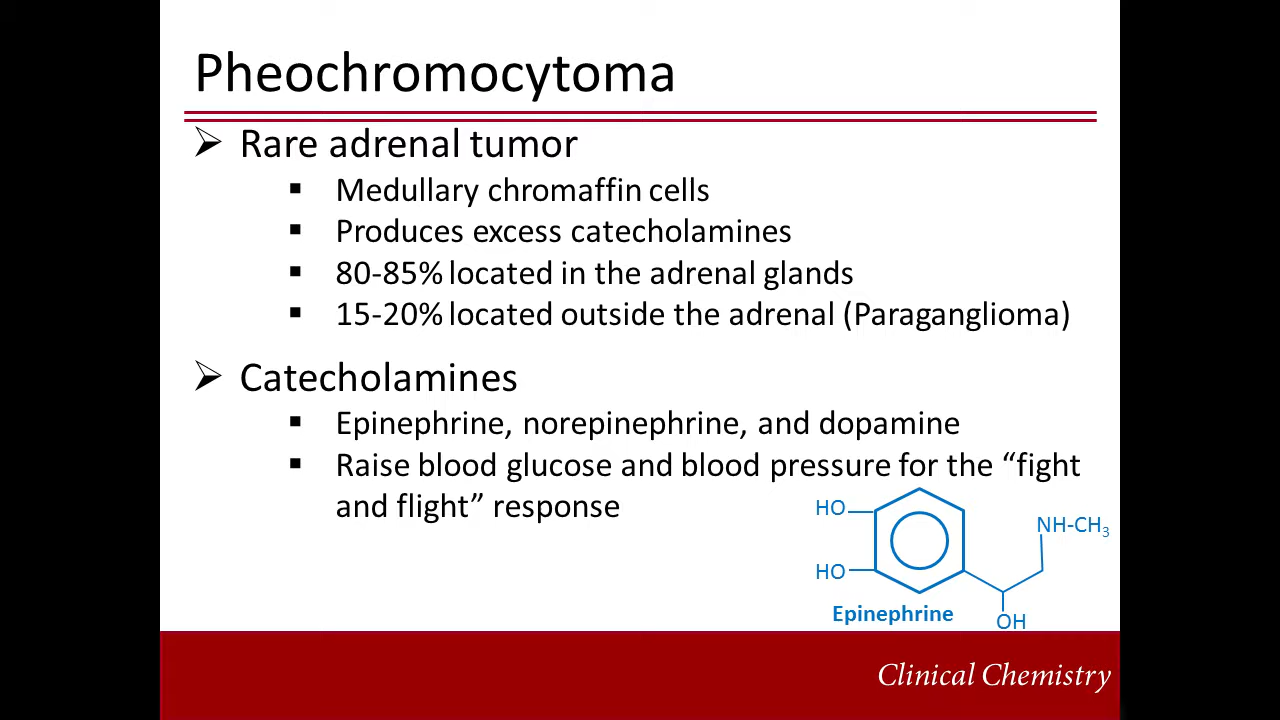 Pheochromocytoma
Rare adrenal tumor
Medullary chromaffin cells
Produces excess catecholamines
80-85% located in the adrenal glands
15-20% located outside the adrenal (Paraganglioma)
Catecholamines
Epinephrine, norepinephrine, and dopamine
Raise blood glucose and blood pressure for the “fight
and flight” response
HO
NH-CH₃
HO
Epinephrine
OH
Clinical Chemistry